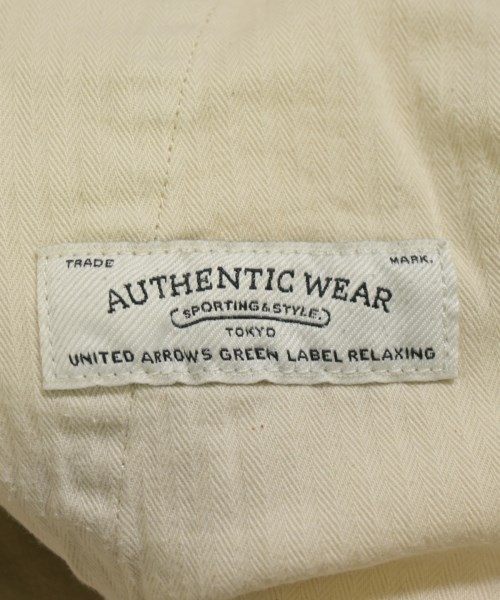 TRADE MARK.
AUTHENTIC WEAR
SPORTING & STYLE.
TOKYO
UNITED ARROWS GREEN LABEL RELAXING